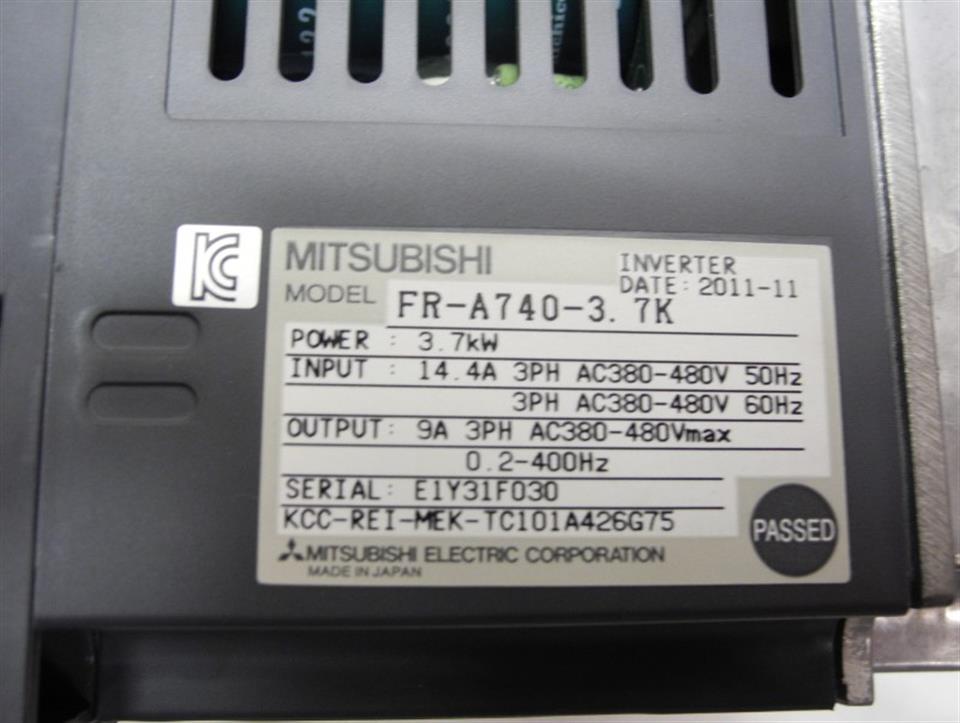 122
KC
MITSUBISHI
INVERTER
DATE: 2011-11
MODEL FR-A740-3.7K
POWER : 3.7kW
INPUT : 14.4A 3PH AC380-480V 50Hz
3PH AC380-480V 60Hz
OUTPUT: 9A 3PH AC380-480Vmax
0.2-400Hz
SERIAL: E1Y31F030
KCC-REI-MEK-TC101A426G75
PASSED
MITSUBISHI ELECTRIC CORPORATION
MADE IN JAPAN